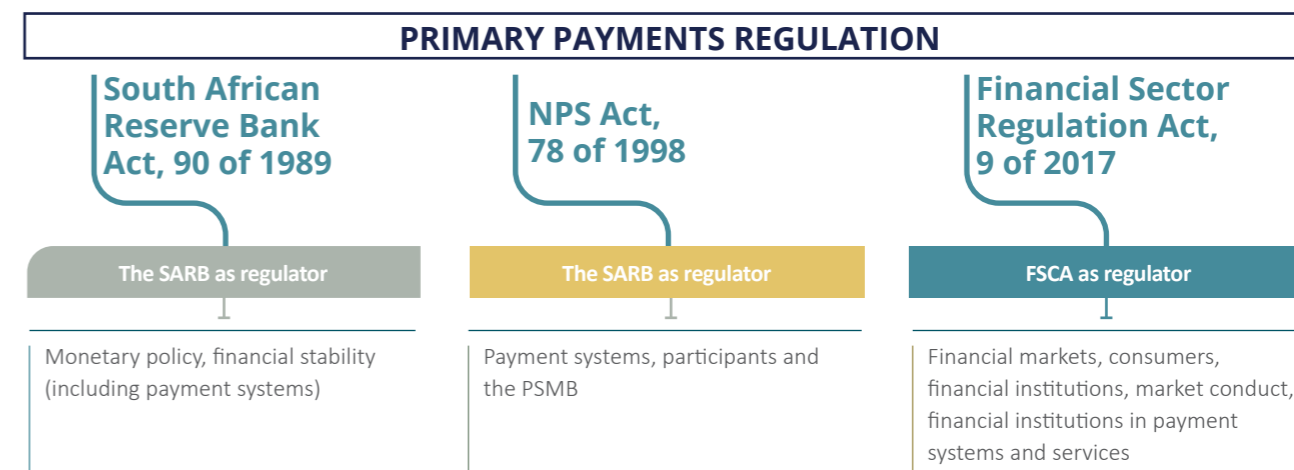 PRIMARY PAYMENTS REGULATION
South African
Reserve Bank
Act, 90 of 1989
The SARB as regulator
Monetary policy, financial stability
(including payment systems)
NPS Act,
78 of 1998
The SARB as regulator
Payment systems, participants and
the PSMB
Financial Sector
Regulation Act,
9 of 2017
FSCA as regulator
Financial markets, consumers,
financial institutions, market conduct,
financial institutions in payment
systems and services